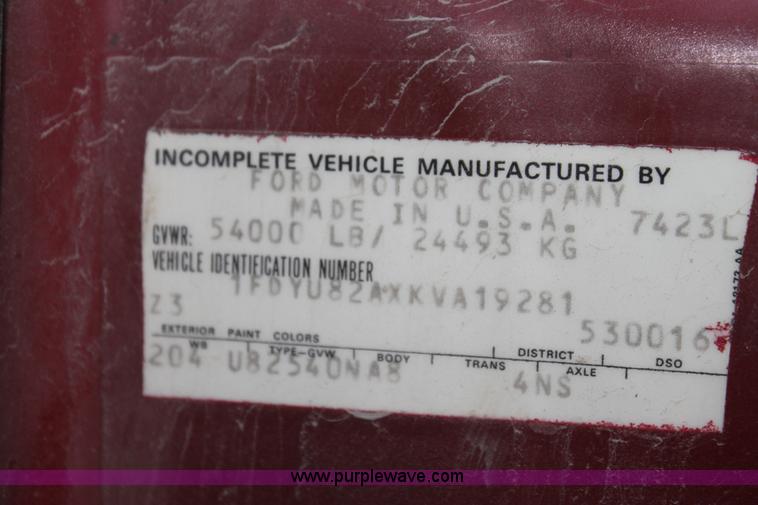 INCOMPLETE VEHICLE MANUFACTURED BY
FORD MOTOR COMPANY
MADE IN U.S.A. 7423L
GVWR: 54000 LB/ 24493 KG
VEHICLE IDENTIFICATION NUMBER
1FDYU82AXKVA19281
Z3 530016
EXTERIOR PAINT COLORS DISTRICT DSO
WB TYPE-GVW BODY TRANS AXLE
204 U82540NA8 4NS
www.purplewave.com